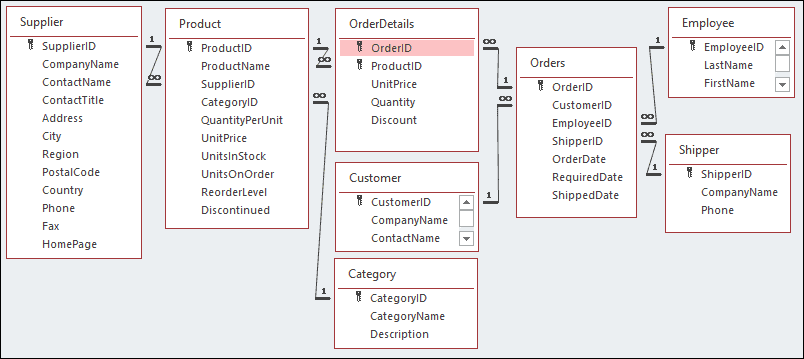 Supplier
SupplierID
CompanyName
ContactName
ContactTitle
Address
City
Region
PostalCode
Country
Phone
Fax
HomePage
1
∞
Product
ProductID
ProductName
SupplierID
CategoryID
QuantityPerUnit
UnitPrice
UnitsInStock
UnitsOnOrder
ReorderLevel
Discontinued
1
∞
∞
1
OrderDetails
OrderID
ProductID
UnitPrice
Quantity
Discount
∞
1
Customer
CustomerID
CompanyName
ContactName
∞
1
Category
CategoryID
CategoryName
Description
Orders
OrderID
CustomerID
EmployeeID
ShipperID
OrderDate
RequiredDate
ShippedDate
1
∞
∞
1
Employee
EmployeeID
LastName
FirstName
Shipper
ShipperID
CompanyName
Phone